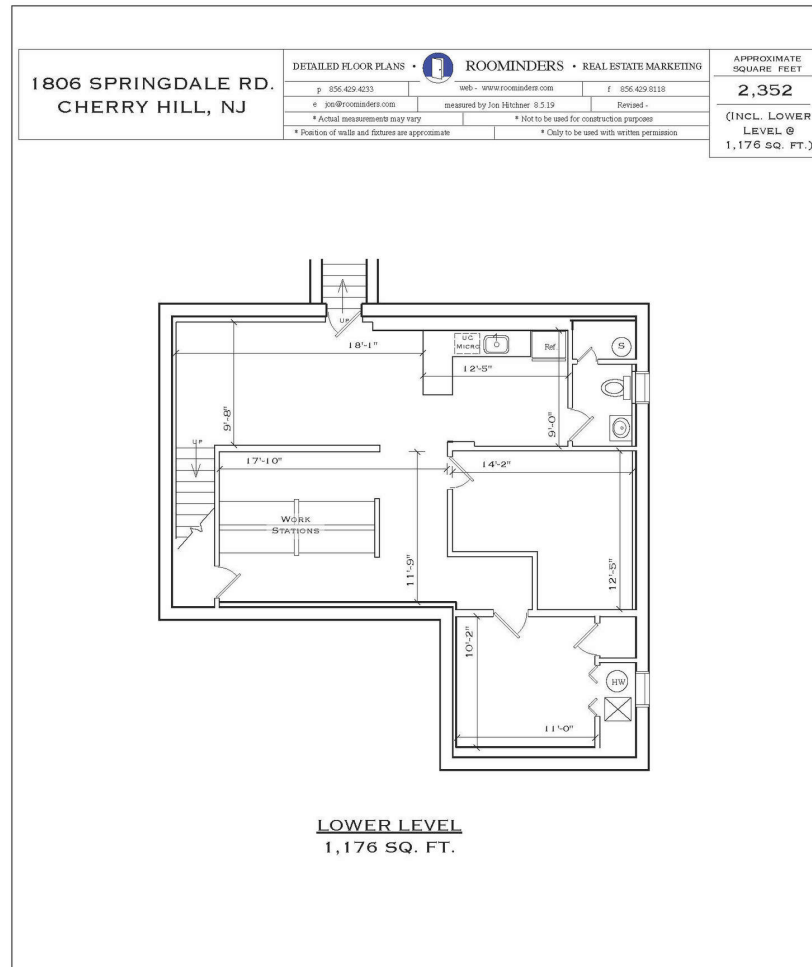 1806 SPRINGDALE RD.
CHERRY HILL, NJ
DETAILED FLOOR PLANS • ROOMINDERS • REAL ESTATE MARKETING
p 856.429.4233
web - www.roominders.com
f 856.429.8118
e jon@roominders.com
measured by Jon Hitchner 8.5.19
Revised -
* Actual measurements may vary
* Not to be used for construction purposes
* Position of walls and fixtures are approximate
* Only to be used with written permission
APPROXIMATE
SQUARE FEET
2,352
(INCL. LOWER
LEVEL @
1,176 SQ. FT.)
UP
18'-1"
UC
MICRO
Ref
S
12'-5"
9'-8"
9'-0"
UP
17'-10"
14'-2"
WORK
STATIONS
11'-9"
12'-5"
10'-2"
HW
11'-0"
LOWER LEVEL
1,176 SQ. FT.